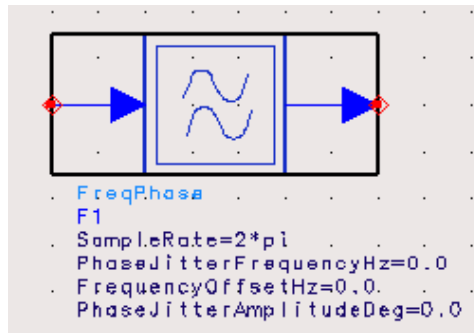 FreqPhase
F1
SampleRate=2*pi
PhaseJitterFrequencyHz=0.0
FrequencyOffsetHz=0.0
PhaseJitterAmplitudeDeg=0.0